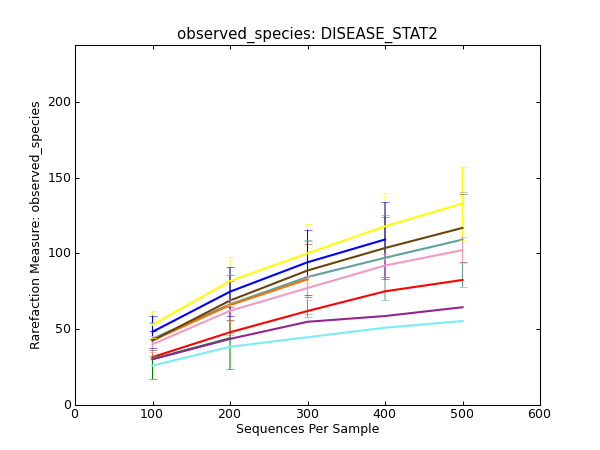 observed_species: DISEASE_STAT2
Rarefaction Measure: observed_species
200
150
100
50
0
0 100 200 300 400 500 600
Sequences Per Sample